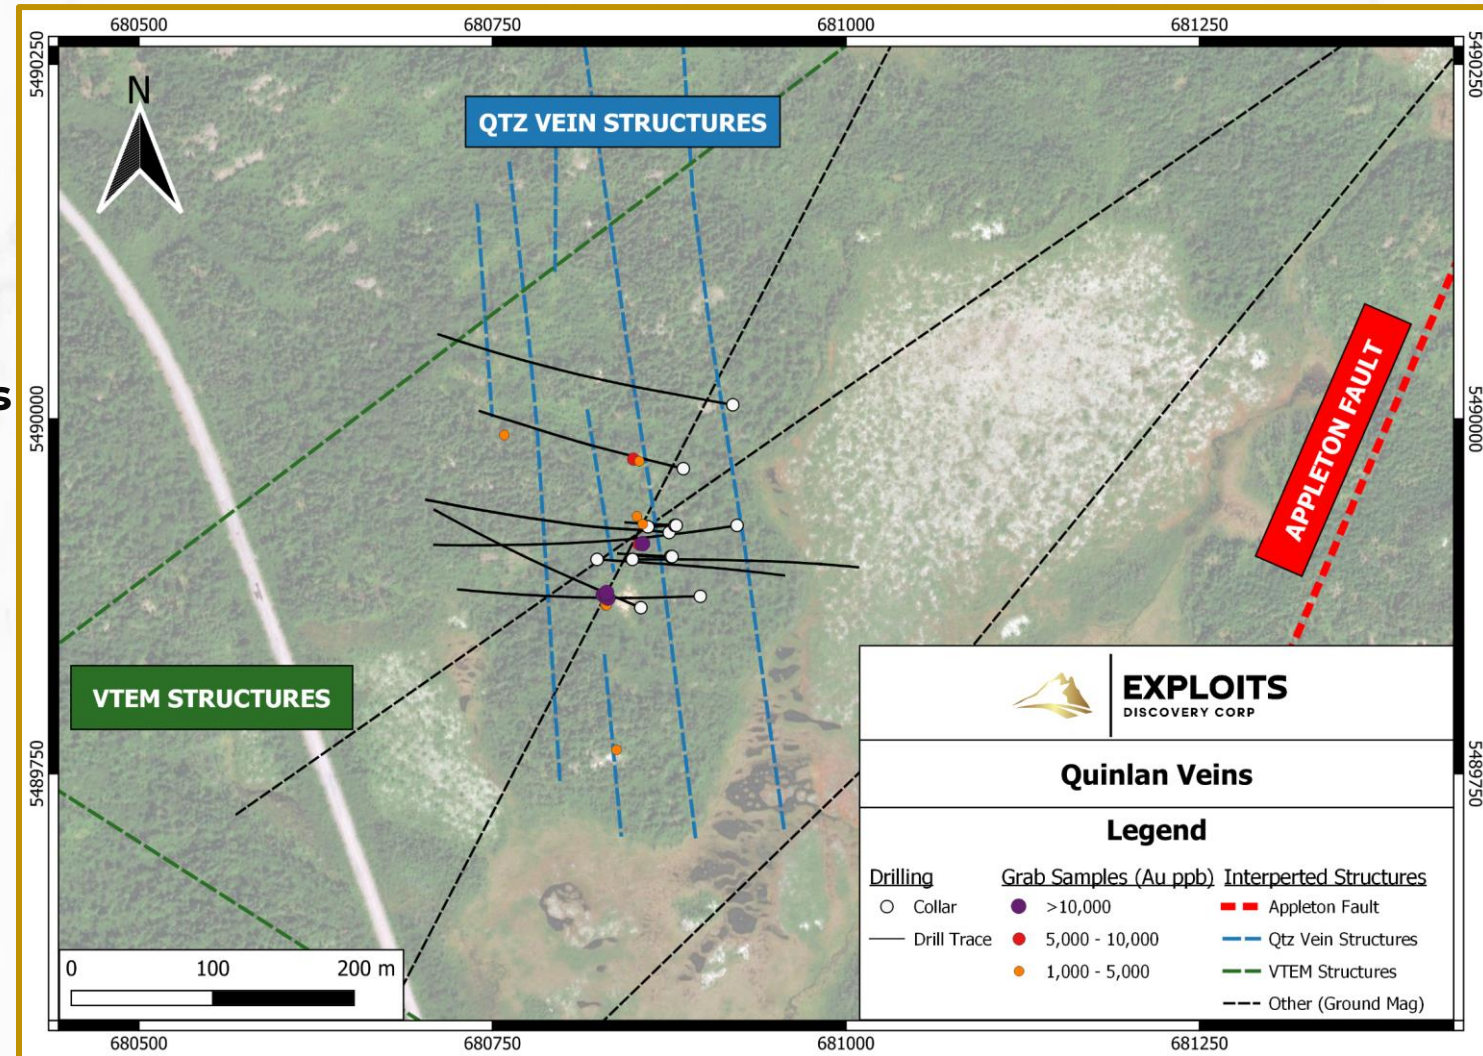 680500 680750 681000 681250
5490250 5490250
N
QTZ VEIN STRUCTURES
s
5490000 5490000
APPLETON FAULT
VTEM STRUCTURES
EXPLOITS
DISCOVERY CORP
5489750 5489750
Quinlan Veins
Legend
Drilling Grab Samples (Au ppb) Interperted Structures
Collar >10,000 Appleton Fault
Drill Trace 5,000 - 10,000 Qtz Vein Structures
1,000 - 5,000 VTEM Structures
Other (Ground Mag)
0 100 200 m
680500 680750 681000 681250